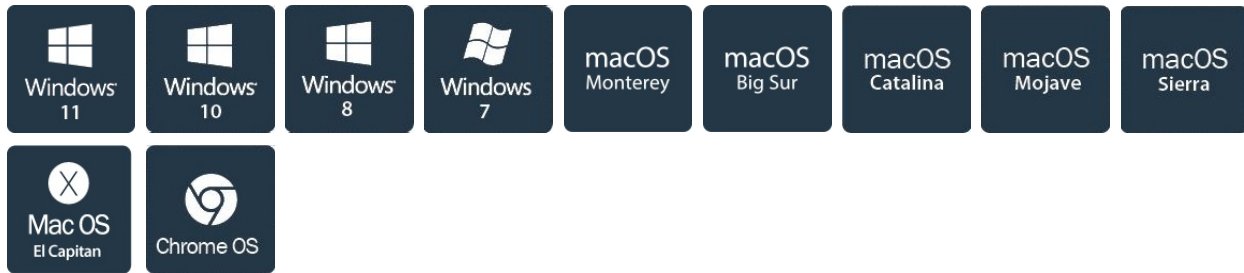 Windows
11
Windows
10
Windows
8
Windows
7
macOS
Monterey
macOS
Big Sur
macOS
Catalina
macOS
Mojave
macOS
Sierra
X
Mac OS
El Capitan
Chrome OS